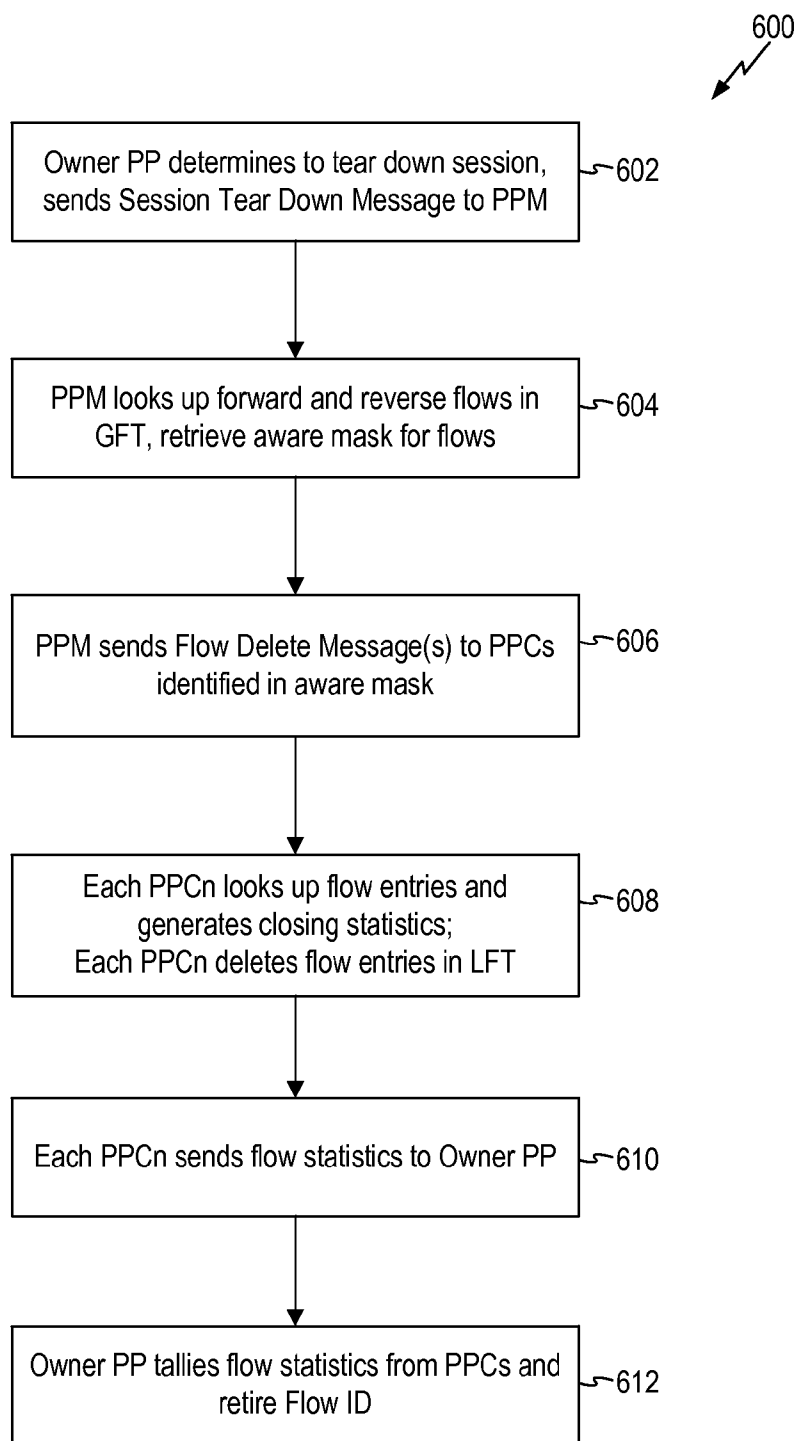 600
Owner PP determines to tear down session,
sends Session Tear Down Message to PPM
602
PPM looks up forward and reverse flows in
GFT, retrieve aware mask for flows
604
PPM sends Flow Delete Message(s) to PPCs
identified in aware mask
606
Each PPCn looks up flow entries and
generates closing statistics;
Each PPCn deletes flow entries in LFT
608
Each PPCn sends flow statistics to Owner PP
610
Owner PP tallies flow statistics from PPCs and
retire Flow ID
612